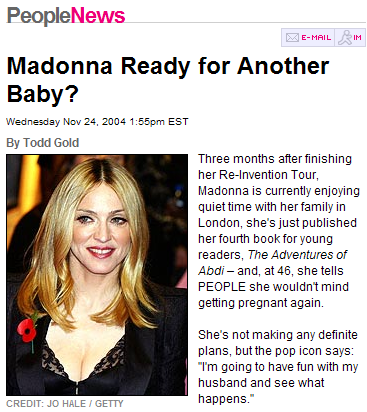 PeopleNews
E-MAIL IM
Madonna Ready for Another
Baby?
Wednesday Nov 24, 2004 1:55pm EST
By Todd Gold
Three months after finishing
her Re-Invention Tour,
Madonna is currently enjoying
quiet time with her family in
London, she's just published
her fourth book for young
readers, The Adventures of
Abdi – and, at 46, she tells
PEOPLE she wouldn't mind
getting pregnant again.
She's not making any definite
plans, but the pop icon says:
"I'm going to have fun with my
husband and see what
happens."
CREDIT: JO HALE / GETTY